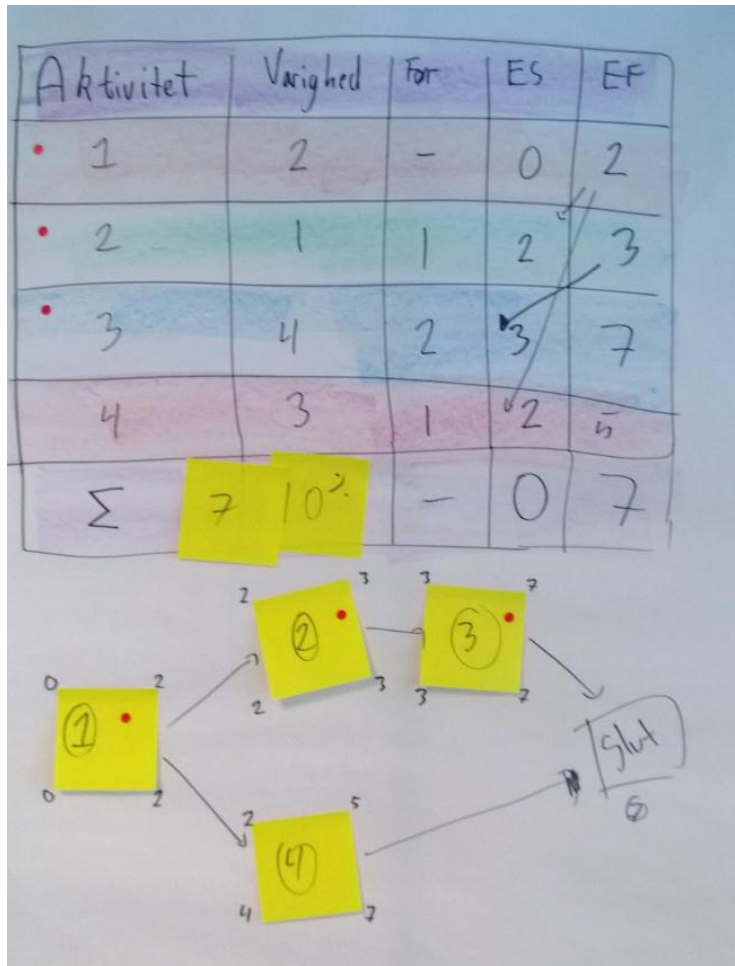 Aktivitet Varighed For ES EF
1 2 - 0 2
2 1 1 2 3
3 4 2 3 7
4 3 1 2 5
Σ 7 10 - 0 7
2 3 3 7
2 3
2 3 3 7
0 2
1
0 2
Slut
2 5
4
4 7